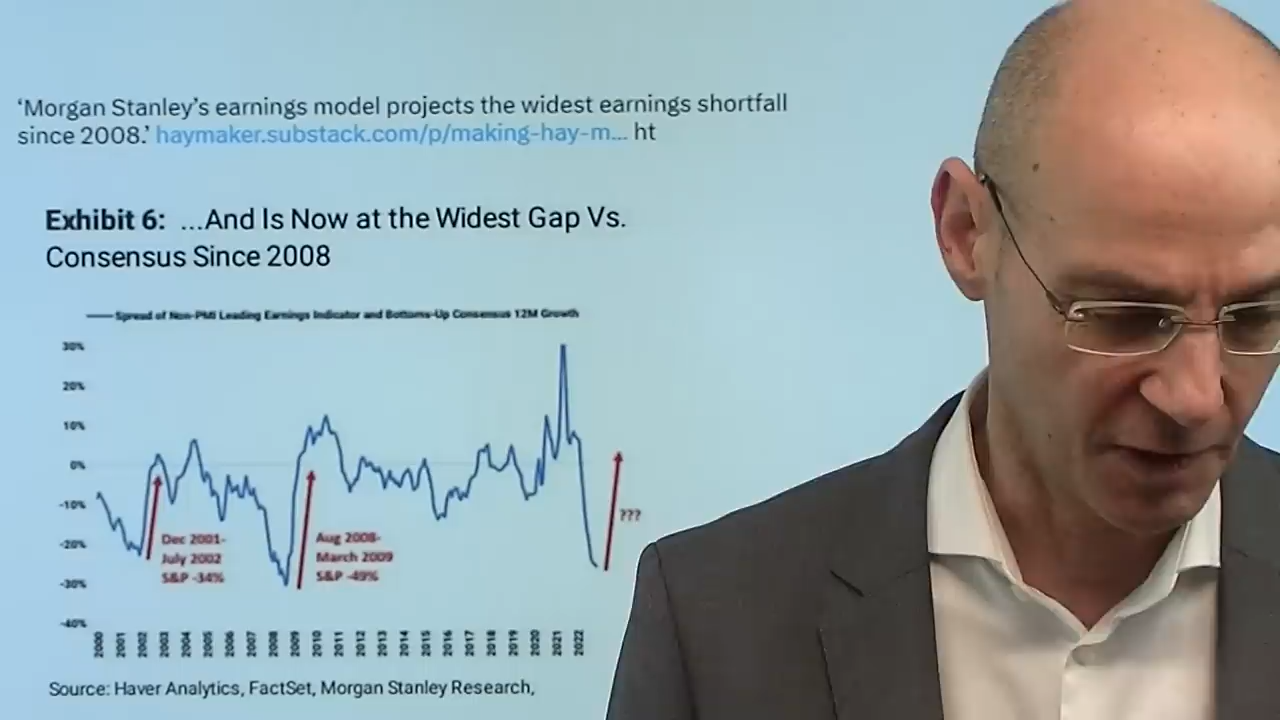 ‘Morgan Stanley’s earnings model projects the widest earnings shortfall
since 2008.’ haymaker.substack.com/p/making-hay-m... ht
Exhibit 6: ...And Is Now at the Widest Gap Vs.
Consensus Since 2008
Spread of Non-PMI Leading Earnings Indicator and Bottoms-Up Consensus 12M Growth
30%
20%
10%
0%
-10%
-20%
-30%
-40%
Dec 2001-
July 2002
S&P -34%
Aug 2008-
March 2009
S&P -49%
???
2000 2001 2002 2003 2004 2005 2006 2007 2008 2009 2010 2011 2012 2013 2014 2015 2016 2017 2018 2019 2020 2021 2022
Source: Haver Analytics, FactSet, Morgan Stanley Research,